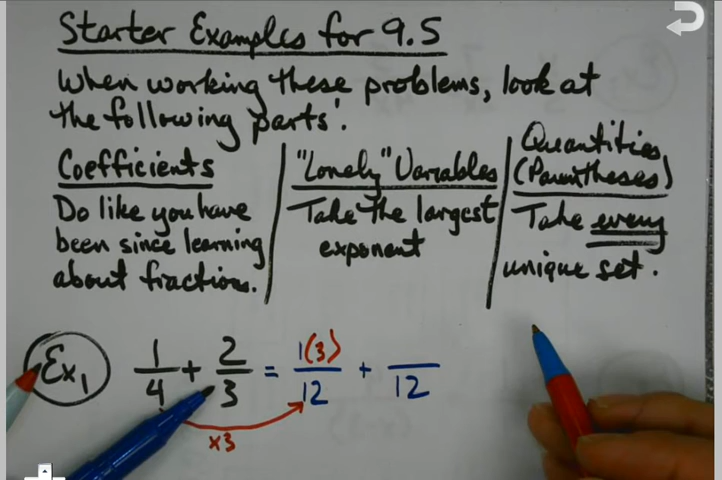 Starter Examples for 9.5
When working these problems, look at
the following parts:
Coefficients
Do like you have
been since learning
about fractions.
"Lonely" Variables
Take the largest
exponent
Quantities
(Parentheses)
Take every
unique set.
Ex1 1/4 + 2/3 = 1(3)/12 + /12
x3